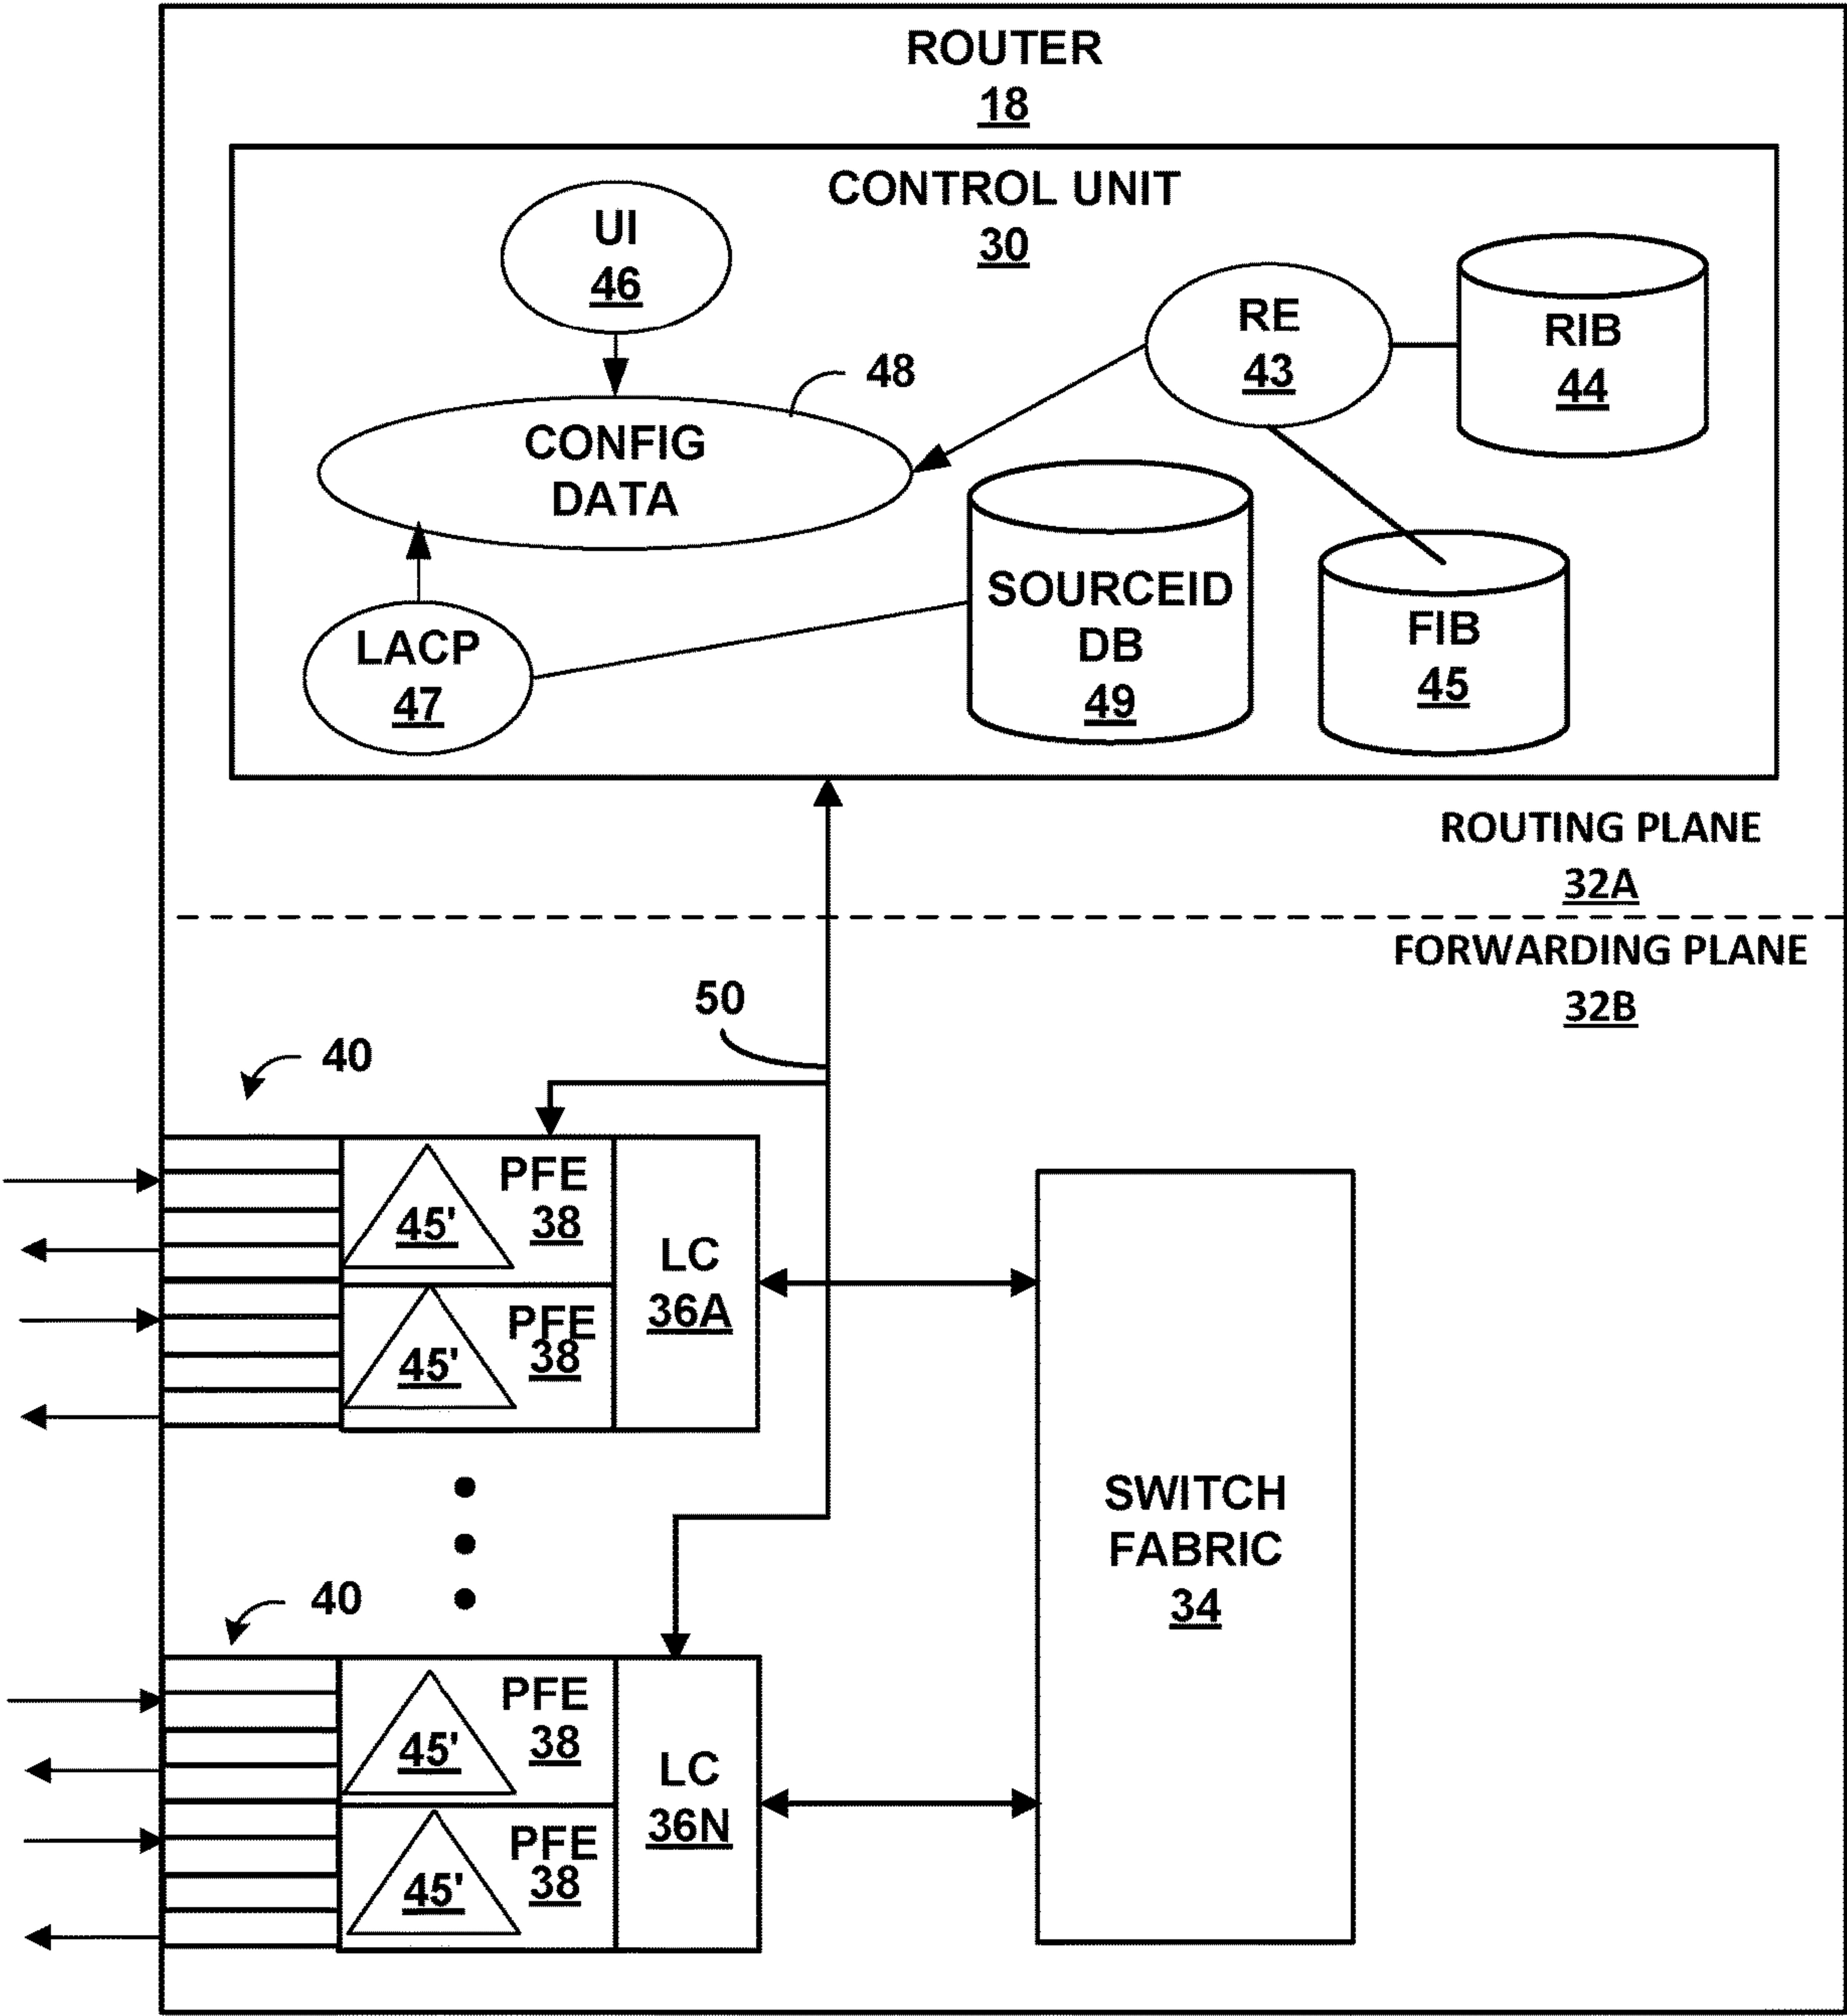 ROUTER
18
CONTROL UNIT
30
UI
46
RE
43
RIB
44
48
CONFIG
DATA
SOURCEID
DB
49
FIB
45
LACP
47
ROUTING PLANE
32A
FORWARDING PLANE
32B
50
40
PFE
38
45'
LC
36A
PFE
38
45'
SWITCH
FABRIC
34
40
PFE
38
45'
LC
36N
PFE
38
45'